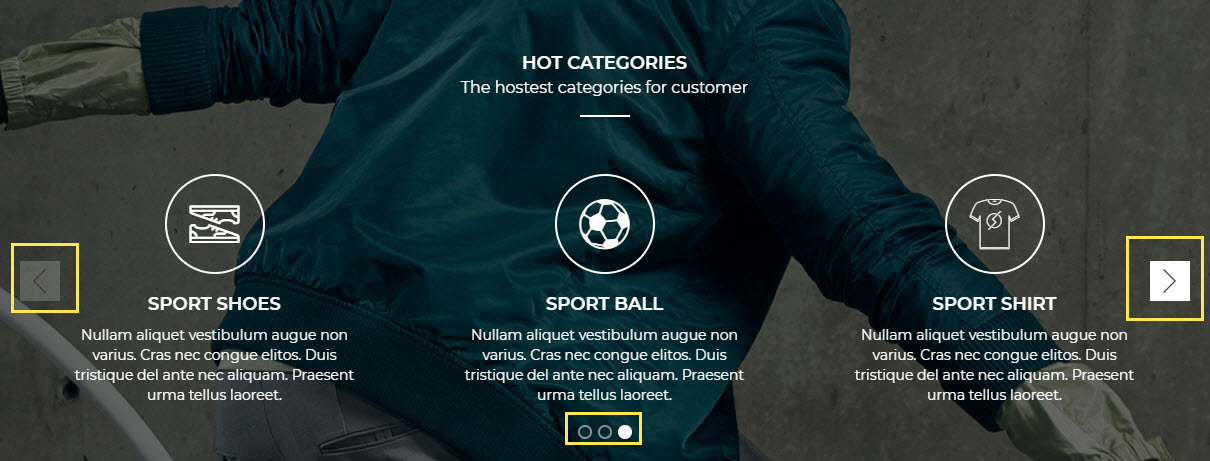 HOT CATEGORIES
The hostest categories for customer
SPORT SHOES
Nullam aliquet vestibulum augue non
varius. Cras nec congue elitos. Duis
tristique del ante nec aliquam. Praesent
urma tellus laoreet.
SPORT BALL
Nullam aliquet vestibulum augue non
varius. Cras nec congue elitos. Duis
tristique del ante nec aliquam. Praesent
urma tellus laoreet.
SPORT SHIRT
Nullam aliquet vestibulum augue non
varius. Cras nec congue elitos. Duis
tristique del ante nec aliquam. Praesent
urma tellus laoreet.